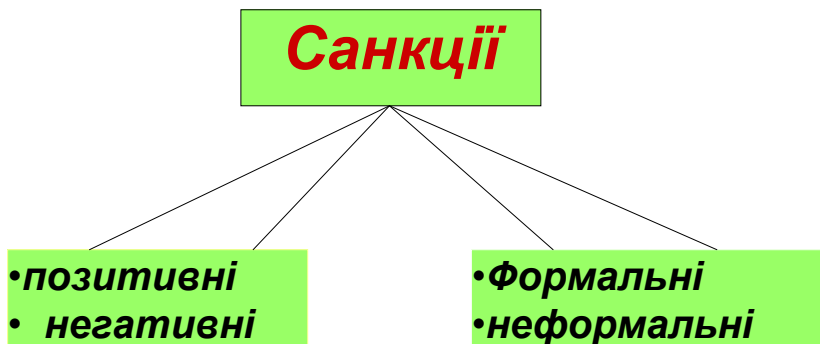 Санкції
•позитивні
• негативні
•Формальні
•неформальні